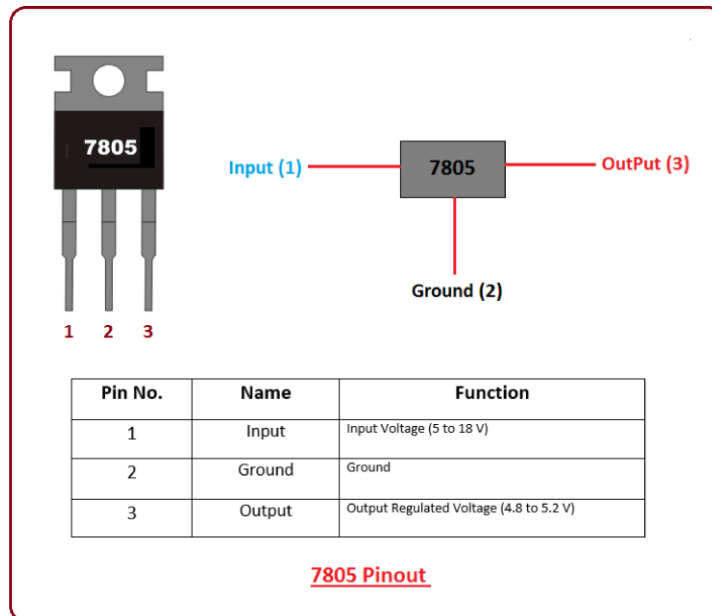 7805
1 2 3
Input (1)
7805
OutPut (3)
Ground (2)
Pin No. Name Function
1 Input Input Voltage (5 to 18 V)
2 Ground Ground
3 Output Output Regulated Voltage (4.8 to 5.2 V)
7805 Pinout